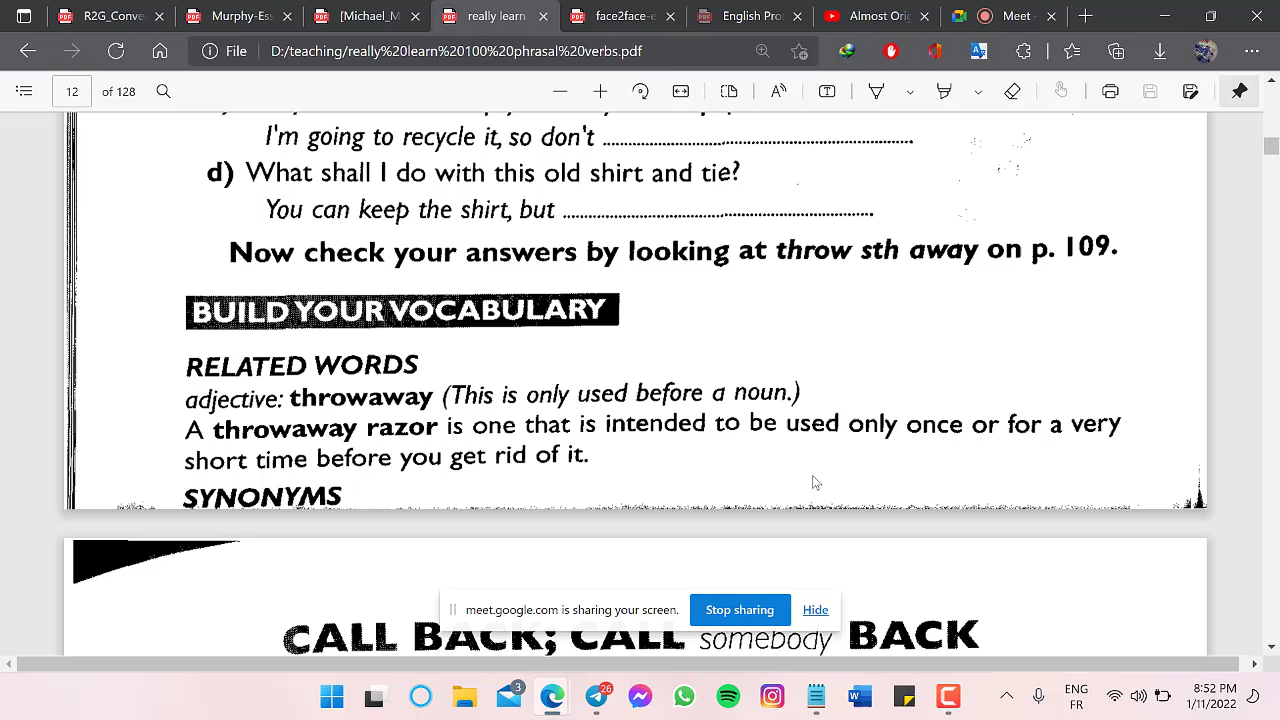 R2G_Conve
Murphy-Ess
[Michael_M
really learn
face2face-e
English Pro
Almost Ori
Meet -
File
D:/teaching/really%20learn%20100%20phrasal%20verbs.pdf
12 of 128
I'm going to recycle it, so don't
d) What shall I do with this old shirt and tie?
You can keep the shirt, but
Now check your answers by looking at throw sth away on p. 109.
BUILD YOUR VOCABULARY
RELATED WORDS
adjective: throwaway (This is only used before a noun.)
A throwaway razor is one that is intended to be used only once or for a very
short time before you get rid of it.
SYNONYMS
meet.google.com is sharing your screen. Stop sharing Hide
CALL BACK; CALL somebody BACK
3
26
ENG
FR
8:52 PM
1/11/2022